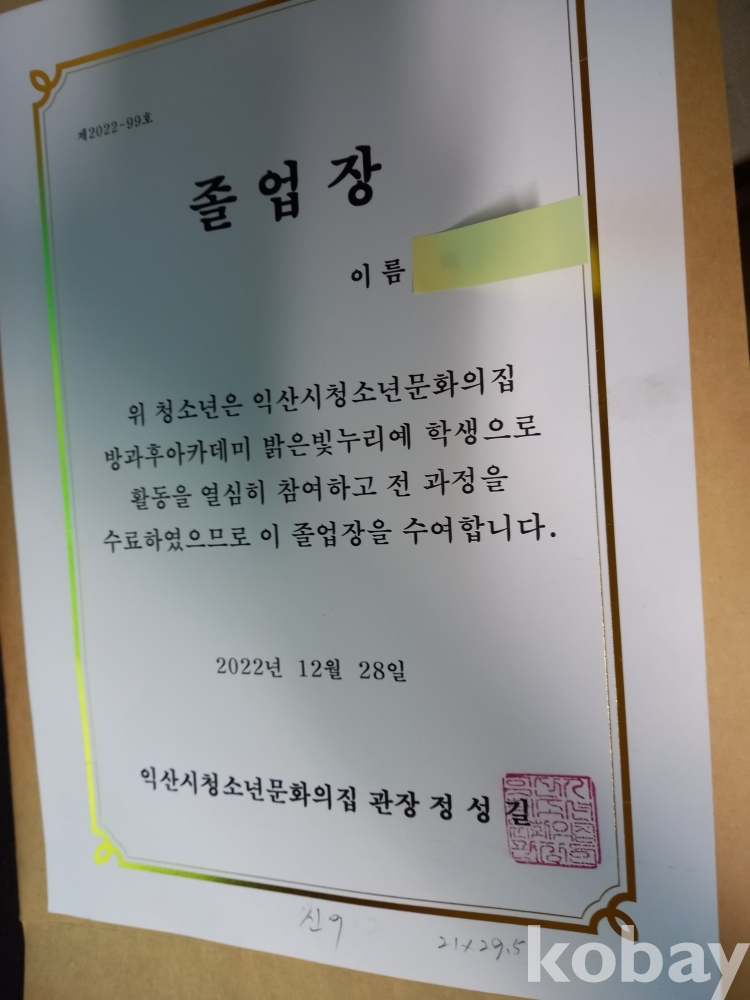 제2022-99호
졸업장
이름
위 청소년은 익산시청소년문화의집
방과후아카데미 밝은빛누리예 학생으로
활동을 열심히 참여하고 전 과정을
수료하였으므로 이 졸업장을 수여합니다.
2022년 12월 28일
익산시청소년문화의집 관장 정성길
신9
21×29.5
kobay